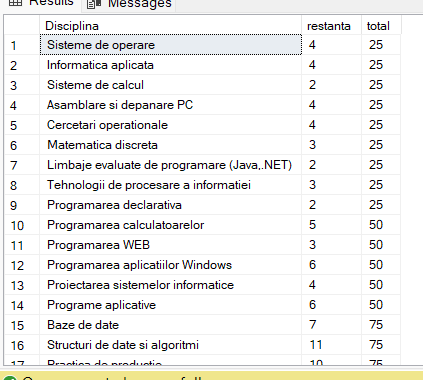 Results Messages
Disciplina restanta total
1 Sisteme de operare 4 25
2 Informatica aplicata 4 25
3 Sisteme de calcul 2 25
4 Asamblare si depanare PC 4 25
5 Cercetari operationale 4 25
6 Matematica discreta 3 25
7 Limbaje evaluate de programare (Java,.NET) 2 25
8 Tehnologii de procesare a informatiei 3 25
9 Programarea declarativa 2 25
10 Programarea calculatoarelor 5 50
11 Programarea WEB 3 50
12 Programarea aplicatiilor Windows 6 50
13 Proiectarea sistemelor informatice 4 50
14 Programe aplicative 6 50
15 Baze de date 7 75
16 Structuri de date si algoritmi 11 75
17 Practica de productie 10 75